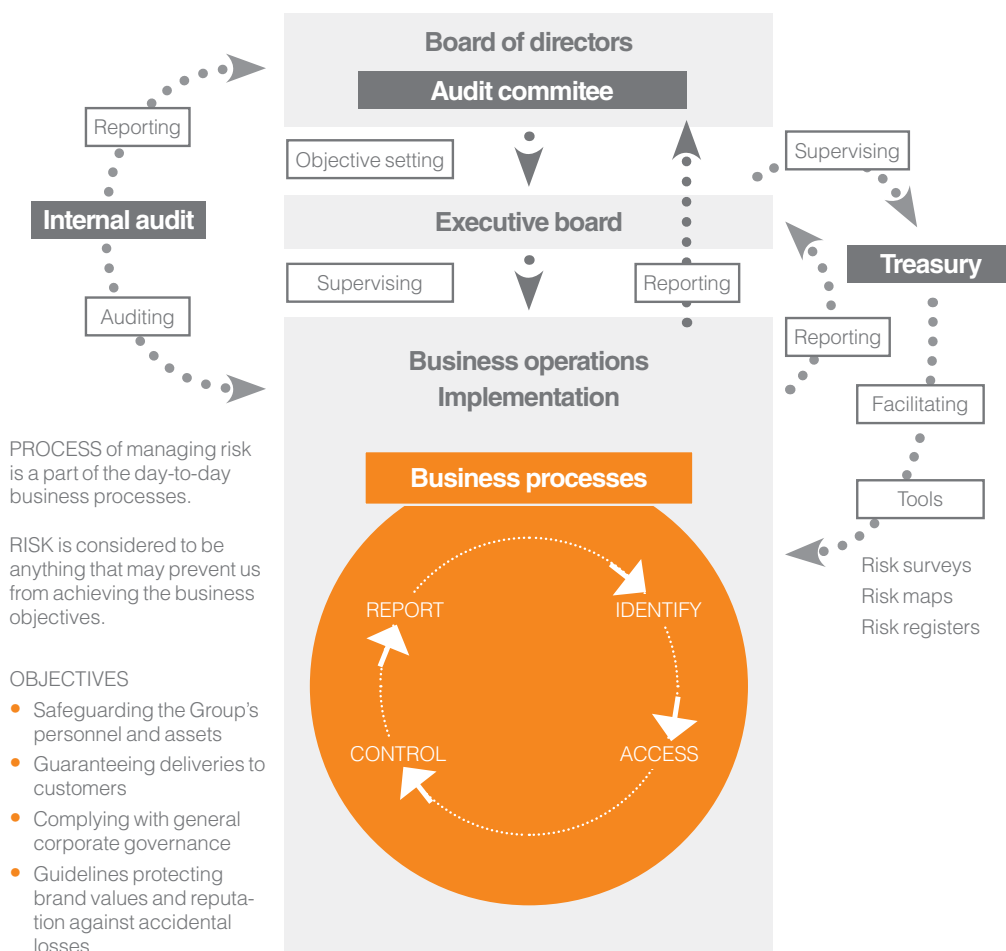 Board of directors
Audit commitee
Reporting
Objective setting
Supervising
Internal audit
Executive board
Treasury
Auditing
Supervising
Reporting
Reporting
Business operations
Implementation
Facilitating
Tools
Risk surveys
Risk maps
Risk registers
PROCESS of managing risk
is a part of the day-to-day
business processes.
RISK is considered to be
anything that may prevent us
from achieving the business
objectives.
OBJECTIVES
• Safeguarding the Group's
personnel and assets
• Guaranteeing deliveries to
customers
• Complying with general
corporate governance
• Guidelines protecting
brand values and reputa-
tion against accidental
losses
Business processes
REPORT
IDENTIFY
CONTROL
ACCESS